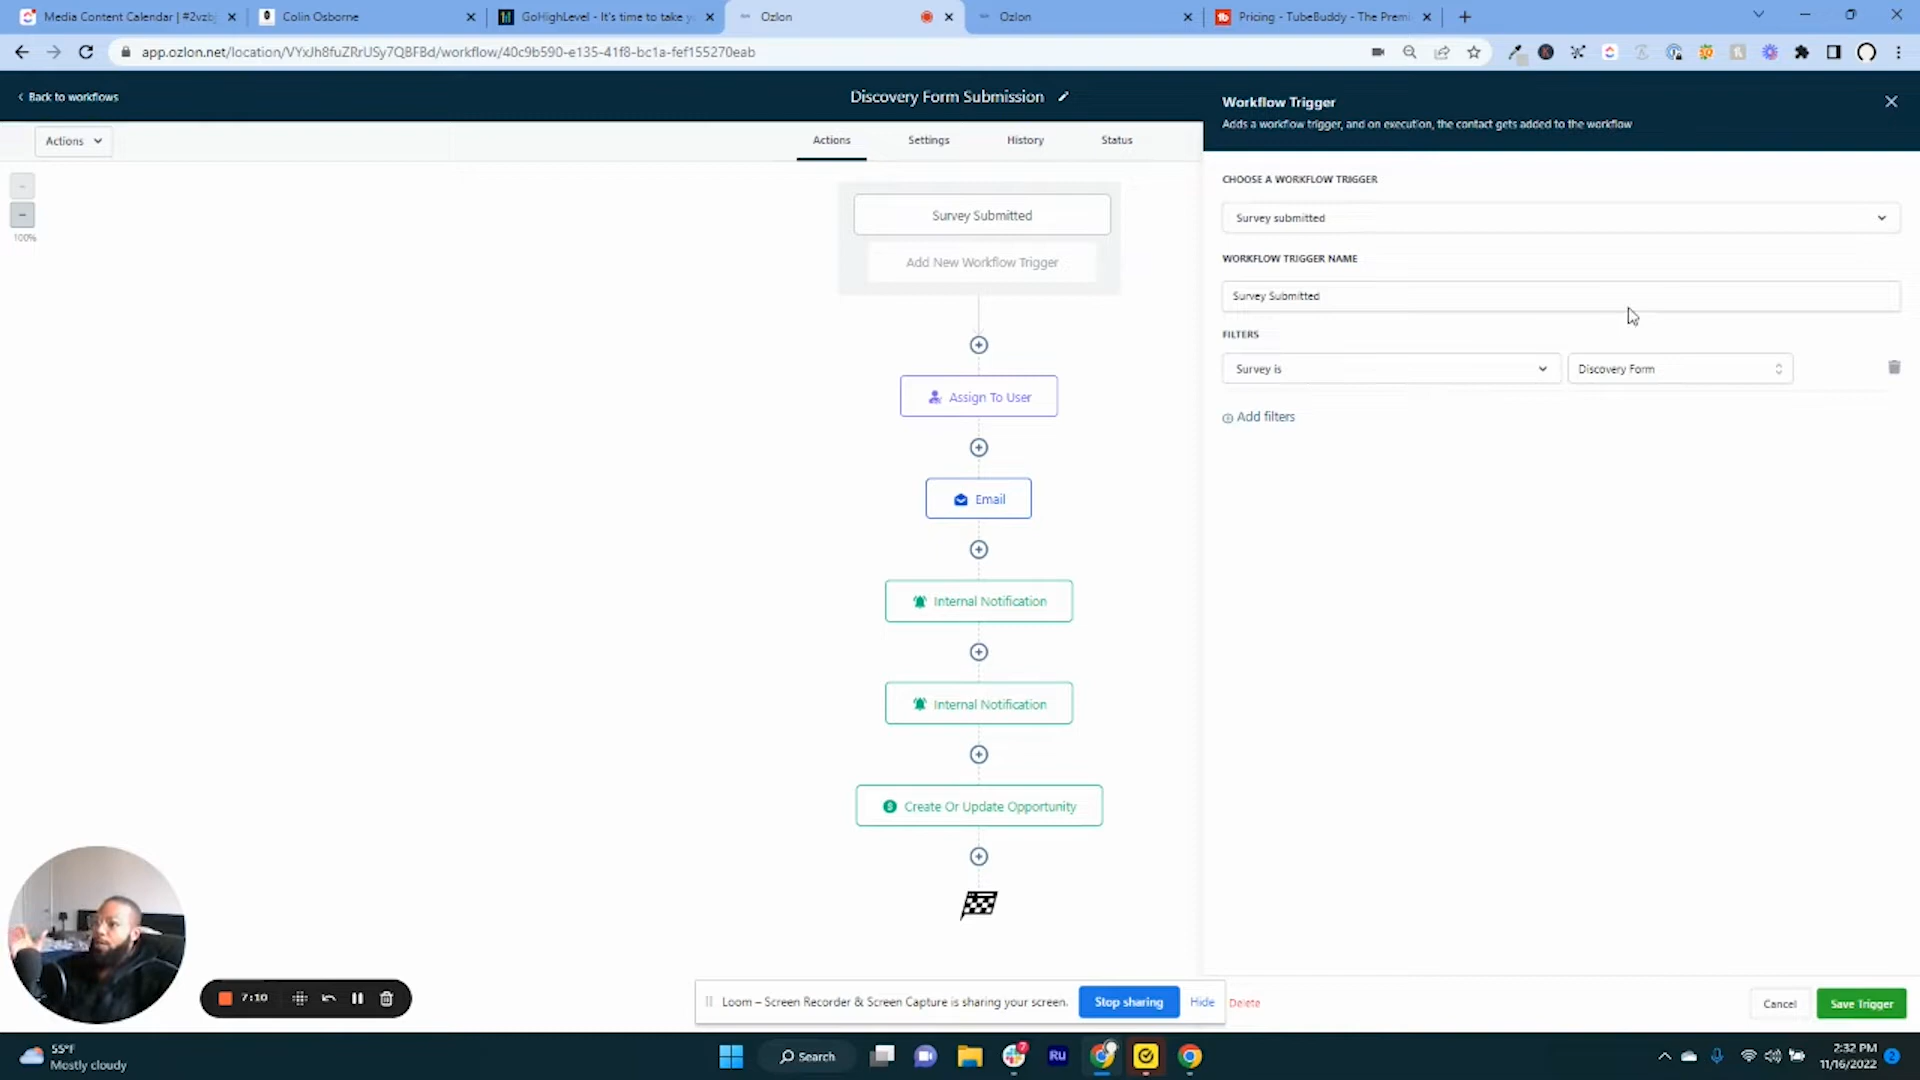 Media Content Calendar | #2vzb
Colin Osborne
GoHighLevel - It's time to take y
Ozlon
Ozlon
Pricing - TubeBuddy - The Premi
app.ozlon.net/location/VYxJh8fuZRrUSy7QBFBd/workflow/40c9b590-e135-41f8-bc1a-fef155270eab
Back to workflows
Discovery Form Submission
Workflow Trigger
Adds a workflow trigger, and on execution, the contact gets added to the workflow
Actions
Actions
Settings
History
Status
100%
Survey Submitted
Add New Workflow Trigger
Assign To User
Email
Internal Notification
Internal Notification
Create Or Update Opportunity
CHOOSE A WORKFLOW TRIGGER
Survey submitted
WORKFLOW TRIGGER NAME
Survey Submitted
FILTERS
Survey is
Discovery Form
Add filters
7:10
Loom – Screen Recorder & Screen Capture is sharing your screen.
Stop sharing
Hide
Delete
Cancel
Save Trigger
55°F
Mostly cloudy
Search
7
Ru
2:32 PM
11/16/2022
2